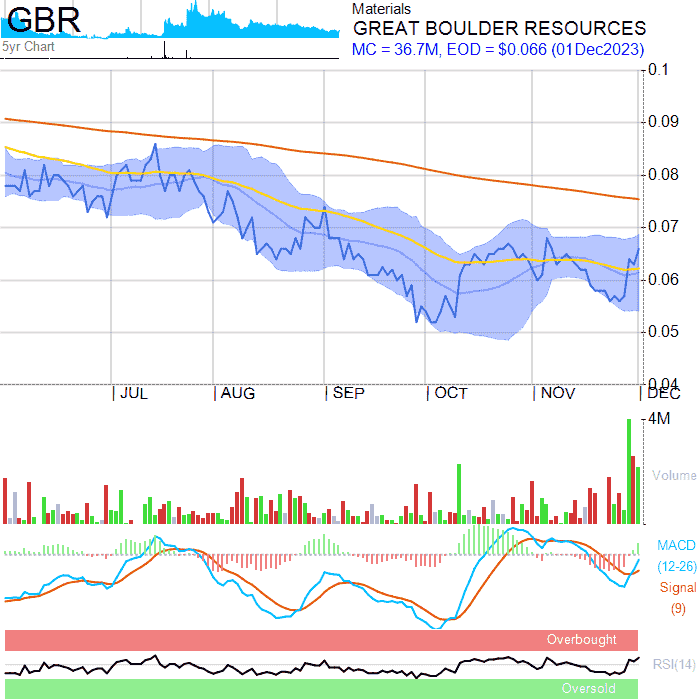 GBR
5yr Chart
Materials
GREAT BOULDER RESOURCES
MC = 36.7M, EOD = $0.066 (01Dec2023)
0.1
0.09
0.08
0.07
0.06
0.05
0.04
JUL
AUG
SEP
OCT
NOV
DEC
4M
Volume
MACD
(12-26)
Signal
(9)
Overbought
RSI(14)
Oversold